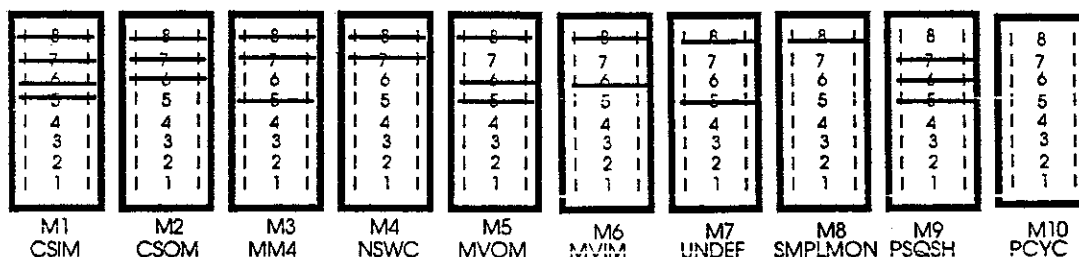 8 8 8 8 8 8 8 8 8 8
7 7 7 7 7 7 7 7 7 7
6 6 6 6 6 6 6 6 6 6
5 5 5 5 5 5 5 5 5 5
4 4 4 4 4 4 4 4 4 4
3 3 3 3 3 3 3 3 3 3
2 2 2 2 2 2 2 2 2 2
1 1 1 1 1 1 1 1 1 1
M1 M2 M3 M4 M5 M6 M7 M8 M9 M10
CSIM CSOM MM4 NSWC MVOM MVIM UNDEF SMPLMON PSQSH PCYC